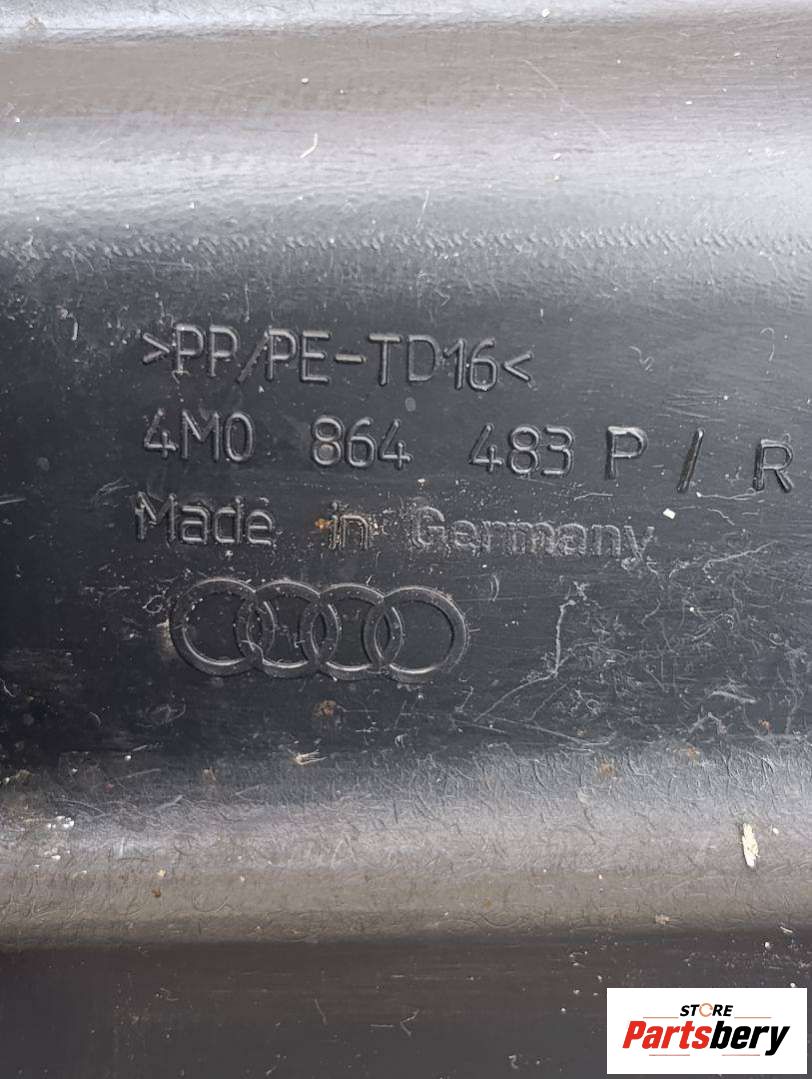 >PP/PE-TD16<
4M0 864 483 P / R
Made in Germany
STORE
Partsbery